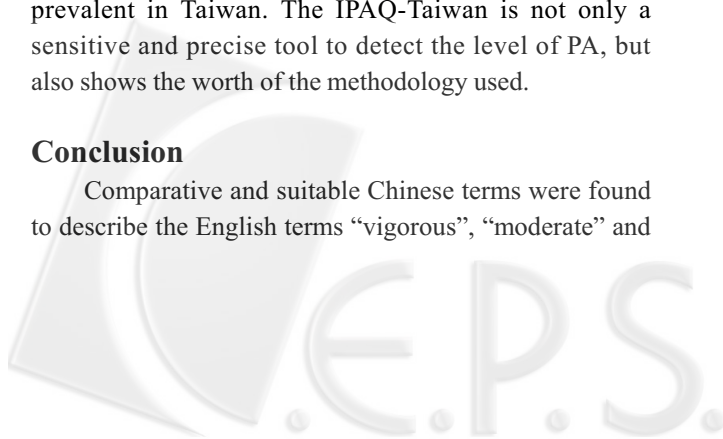 prevalent in Taiwan. The IPAQ-Taiwan is not only a
sensitive and precise tool to detect the level of PA, but
also shows the worth of the methodology used.
Conclusion
Comparative and suitable Chinese terms were found
to describe the English terms “vigorous”, “moderate” and
C.E.P.S.